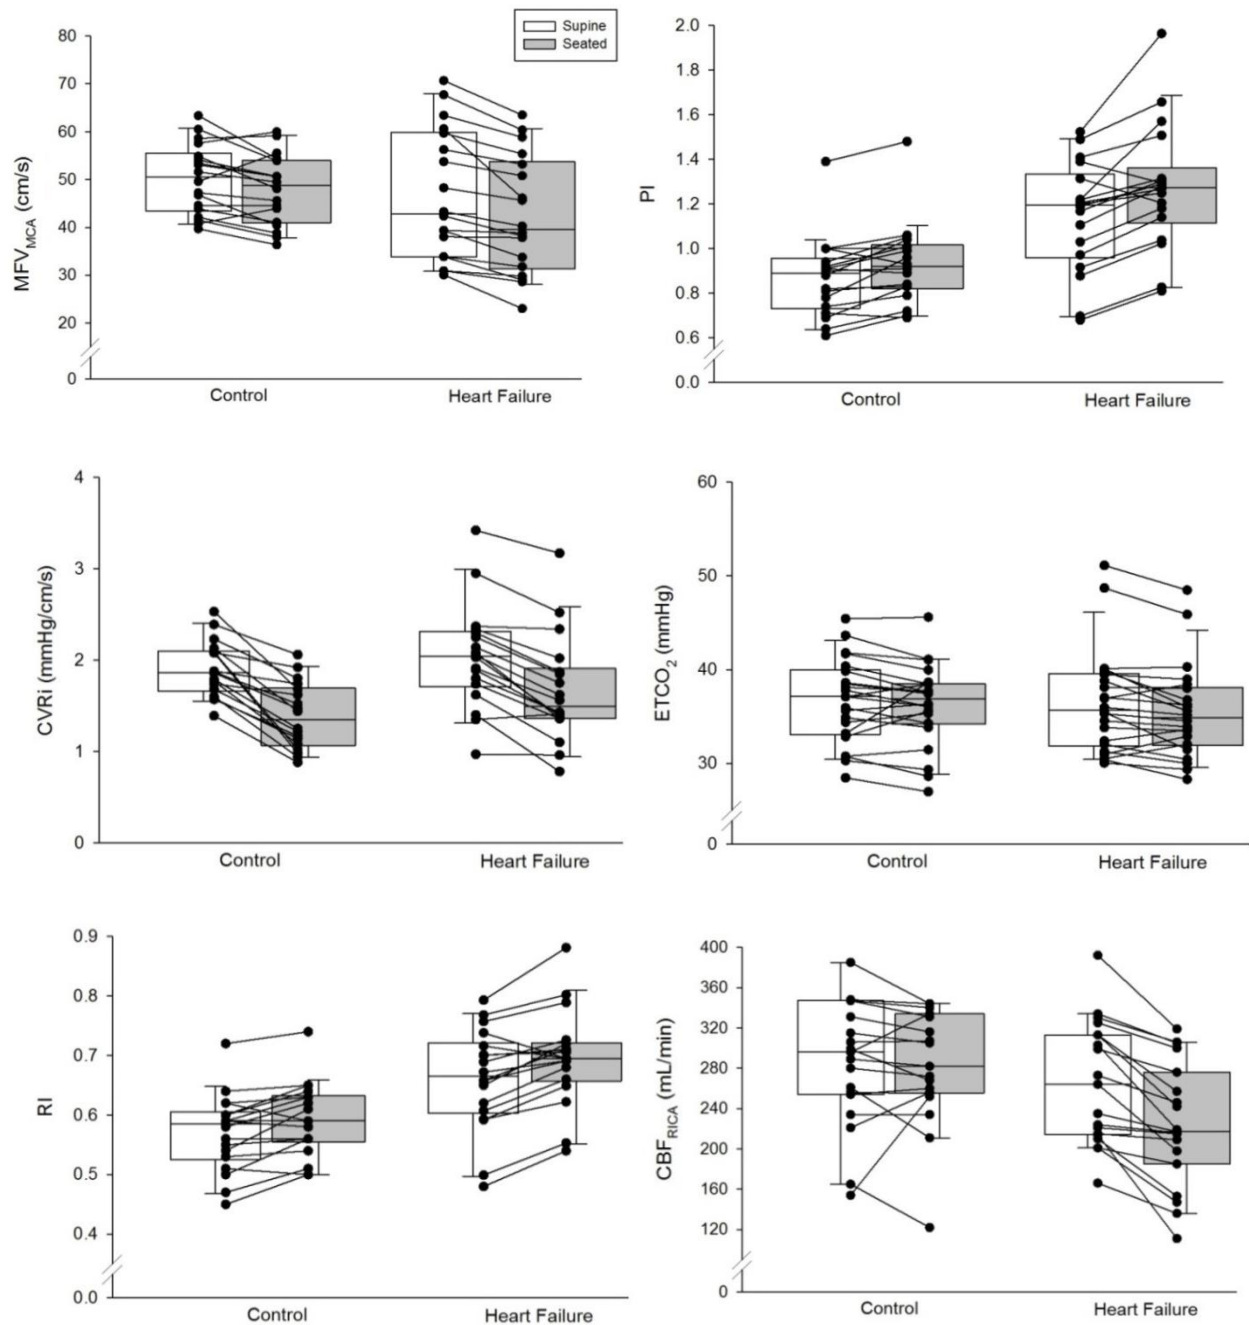 Supine
Seated
80
70
60
50
40
30
20
0
MFV_MCA (cm/s)
Control
Heart Failure
2.0
1.8
1.6
1.4
1.2
1.0
0.8
0.6
0.0
PI
Control
Heart Failure
4
3
2
1
0
CVRi (mmHg/cm/s)
Control
Heart Failure
60
50
40
30
0
ETCO₂ (mmHg)
Control
Heart Failure
0.9
0.8
0.7
0.6
0.5
0.4
0.0
RI
Control
Heart Failure
400
360
320
280
240
200
160
120
0
CBF_RICA (mL/min)
Control
Heart Failure